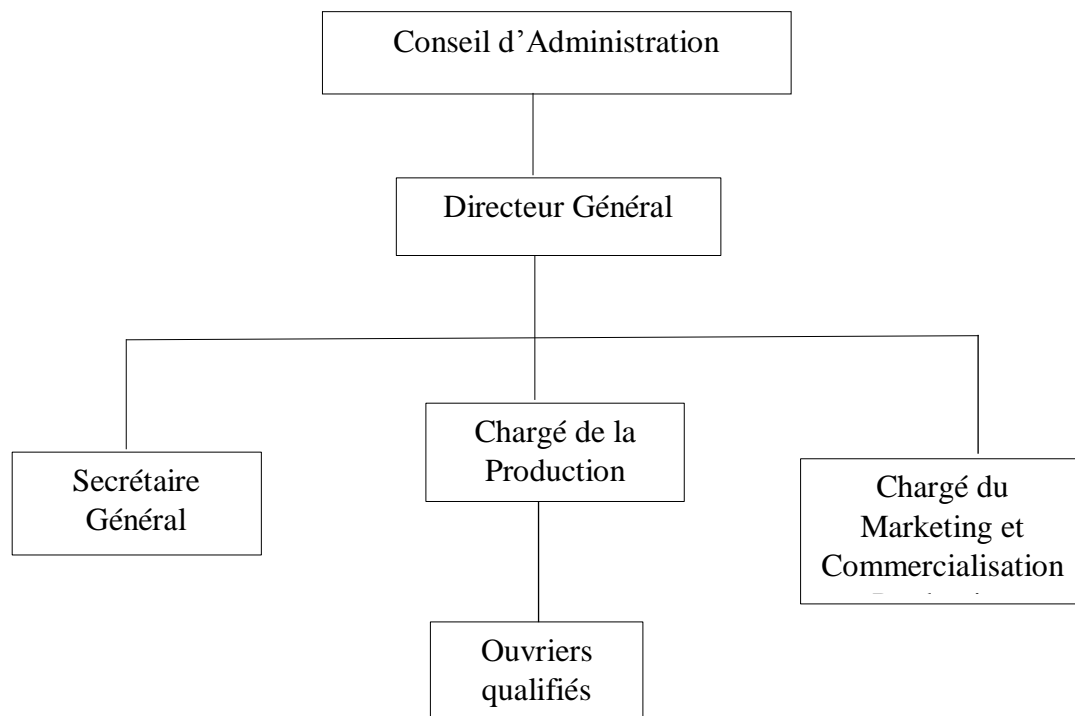 Conseil d’Administration
Directeur Général
Secrétaire
Général
Chargé de la
Production
Chargé du
Marketing et
Commercialisation
Ouvriers
qualifiés